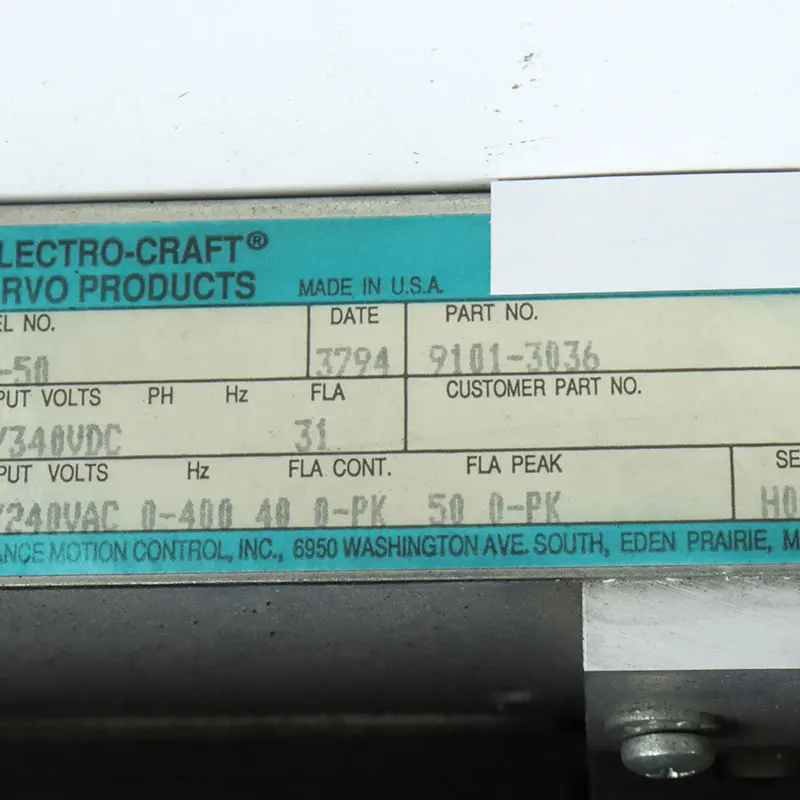 LECTRO-CRAFT®
RVO PRODUCTS MADE IN U.S.A.
EL NO. DATE PART NO.
-50 3794 9101-3036
PUT VOLTS PH Hz FLA CUSTOMER PART NO.
/340VDC 31
PUT VOLTS Hz FLA CONT. FLA PEAK SE
/240VAC 0-400 40 0-PK 50 0-PK H0
ANCE MOTION CONTROL, INC., 6950 WASHINGTON AVE. SOUTH, EDEN PRAIRIE, M